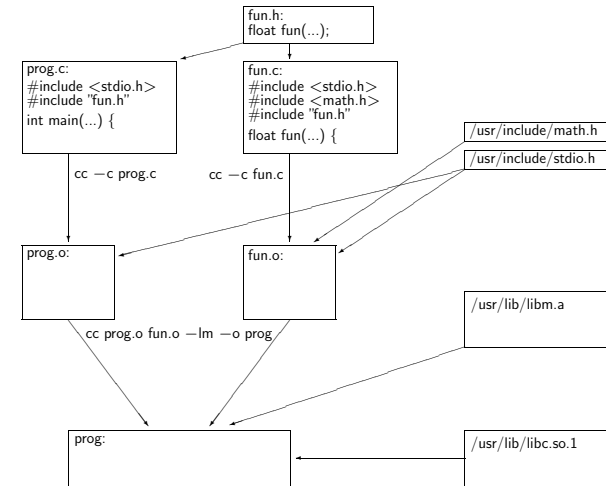 fun.h:
float fun(...);
prog.c:
#include <stdio.h>
#include "fun.h"
int main(...) {
fun.c:
#include <stdio.h>
#include <math.h>
#include "fun.h"
float fun(...) {
/usr/include/math.h
/usr/include/stdio.h
cc −c prog.c
cc −c fun.c
prog.o:
fun.o:
/usr/lib/libm.a
cc prog.o fun.o −lm −o prog
prog:
/usr/lib/libc.so.1